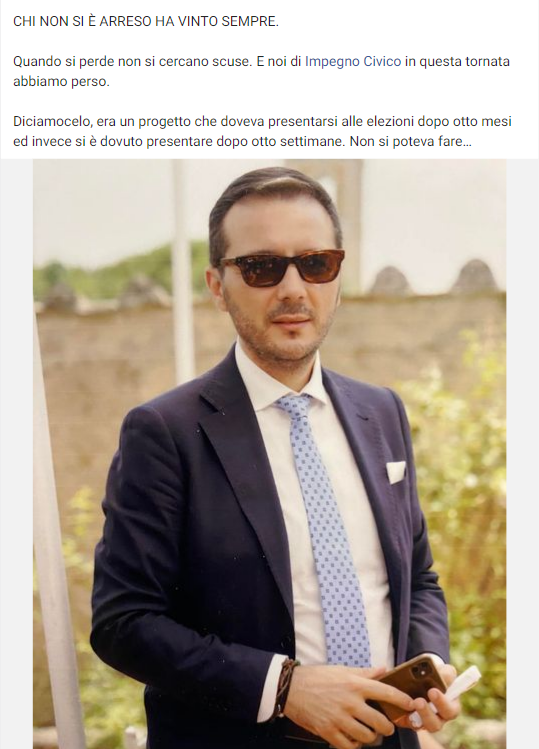 CHI NON SI È ARRESO HA VINTO SEMPRE.
Quando si perde non si cercano scuse. E noi di Impegno Civico in questa tornata
abbiamo perso.
Diciamocelo, era un progetto che doveva presentarsi alle elezioni dopo otto mesi
ed invece si è dovuto presentare dopo otto settimane. Non si poteva fare…